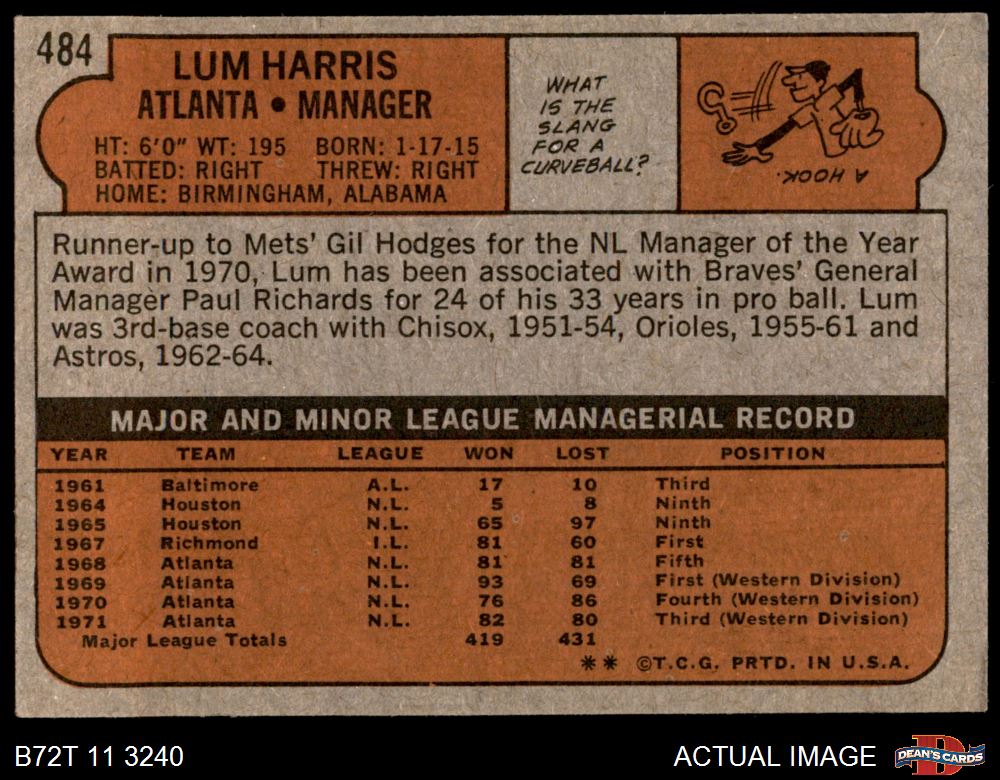 484
LUM HARRIS
ATLANTA • MANAGER
HT: 6'0" WT: 195 BORN: 1-17-15
BATTED: RIGHT THREW: RIGHT
HOME: BIRMINGHAM, ALABAMA
WHAT
IS THE
SLANG
FOR A
CURVEBALL?
A HOOK.
Runner-up to Mets' Gil Hodges for the NL Manager of the Year
Award in 1970, Lum has been associated with Braves' General
Manager Paul Richards for 24 of his 33 years in pro ball. Lum
was 3rd-base coach with Chisox, 1951-54, Orioles, 1955-61 and
Astros, 1962-64.
MAJOR AND MINOR LEAGUE MANAGERIAL RECORD
YEAR TEAM LEAGUE WON LOST POSITION
1961 Baltimore A.L. 17 10 Third
1964 Houston N.L. 5 8 Ninth
1965 Houston N.L. 65 97 Ninth
1967 Richmond I.L. 81 60 First
1968 Atlanta N.L. 81 81 Fifth
1969 Atlanta N.L. 93 69 First (Western Division)
1970 Atlanta N.L. 76 86 Fourth (Western Division)
1971 Atlanta N.L. 82 80 Third (Western Division)
Major League Totals 419 431
** ©T.C.G. PRTD. IN U.S.A.
B72T 11 3240 ACTUAL IMAGE
DEAN'S CARDS